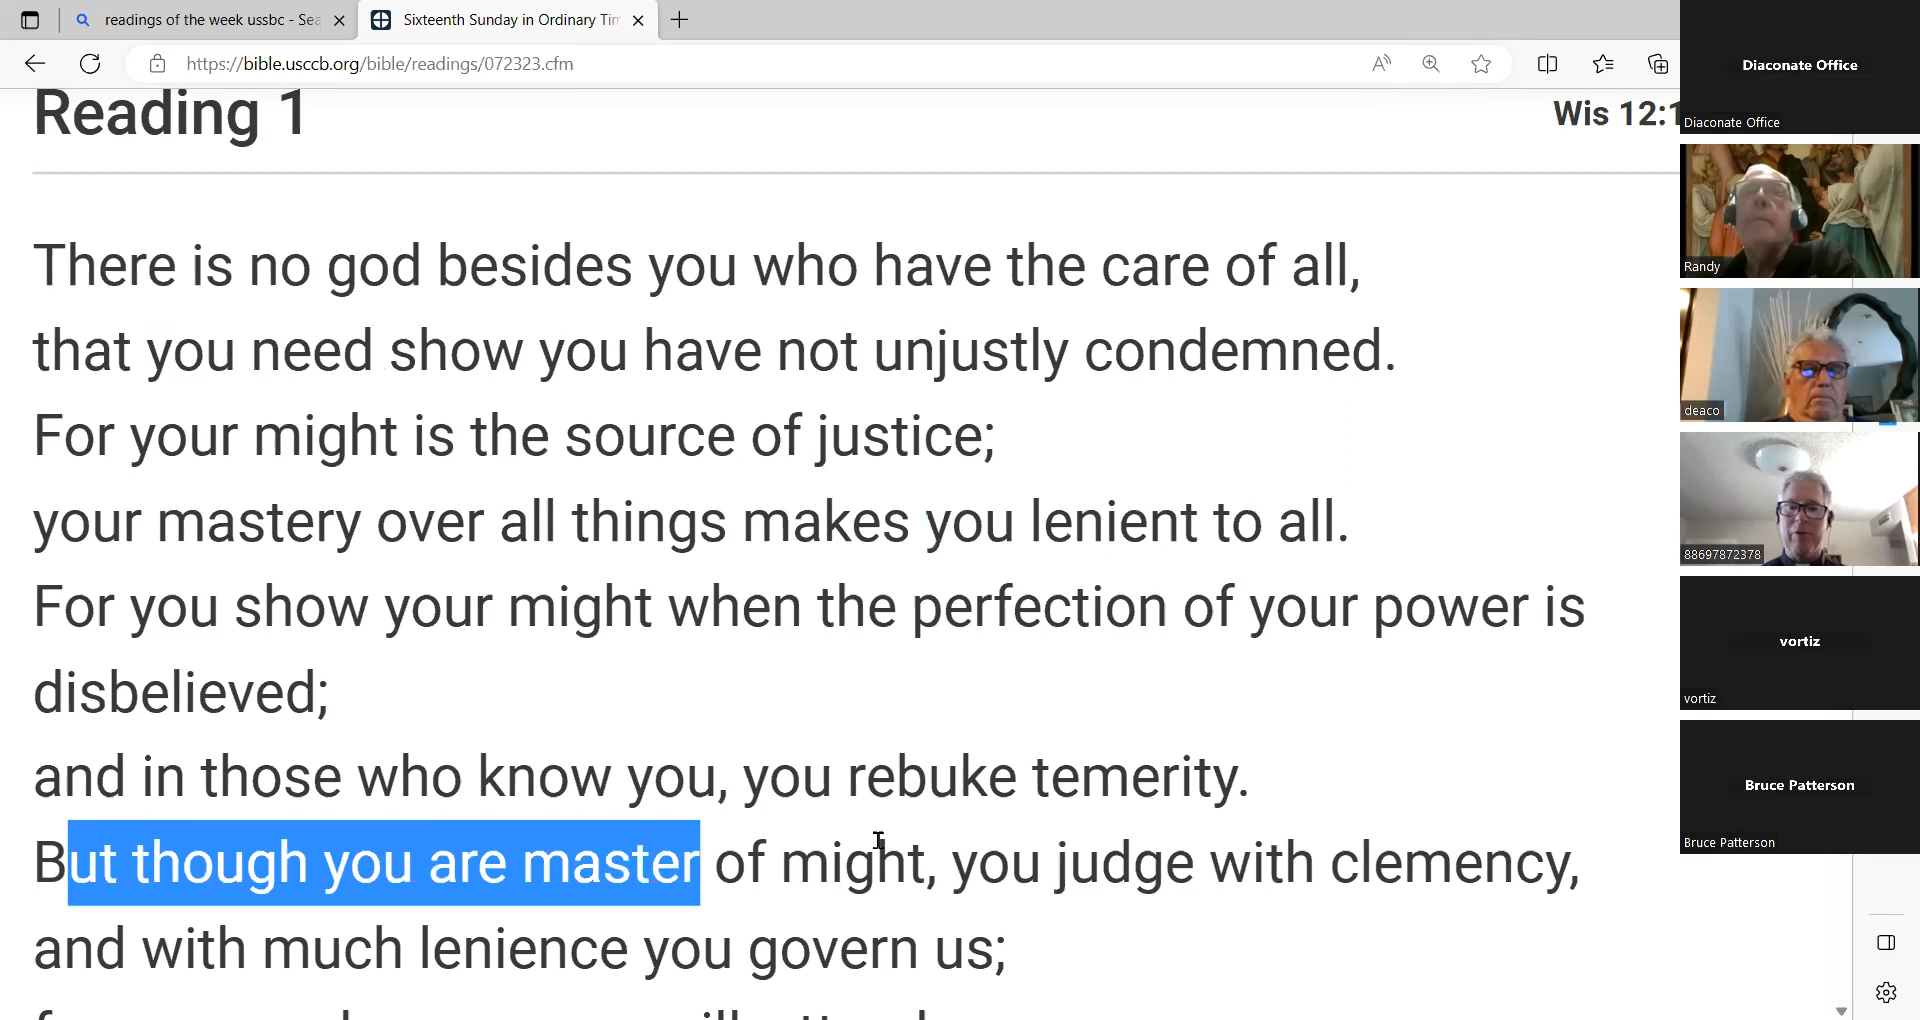 readings of the week ussbc - Sea
Sixteenth Sunday in Ordinary Tim
https://bible.usccb.org/bible/readings/072323.cfm
Reading 1
Wis 12:1
There is no god besides you who have the care of all,
that you need show you have not unjustly condemned.
For your might is the source of justice;
your mastery over all things makes you lenient to all.
For you show your might when the perfection of your power is
disbelieved;
and in those who know you, you rebuke temerity.
But though you are master of might, you judge with clemency,
and with much lenience you govern us;
Diaconate Office
Diaconate Office
Randy
deaco
88697872378
vortiz
vortiz
Bruce Patterson
Bruce Patterson